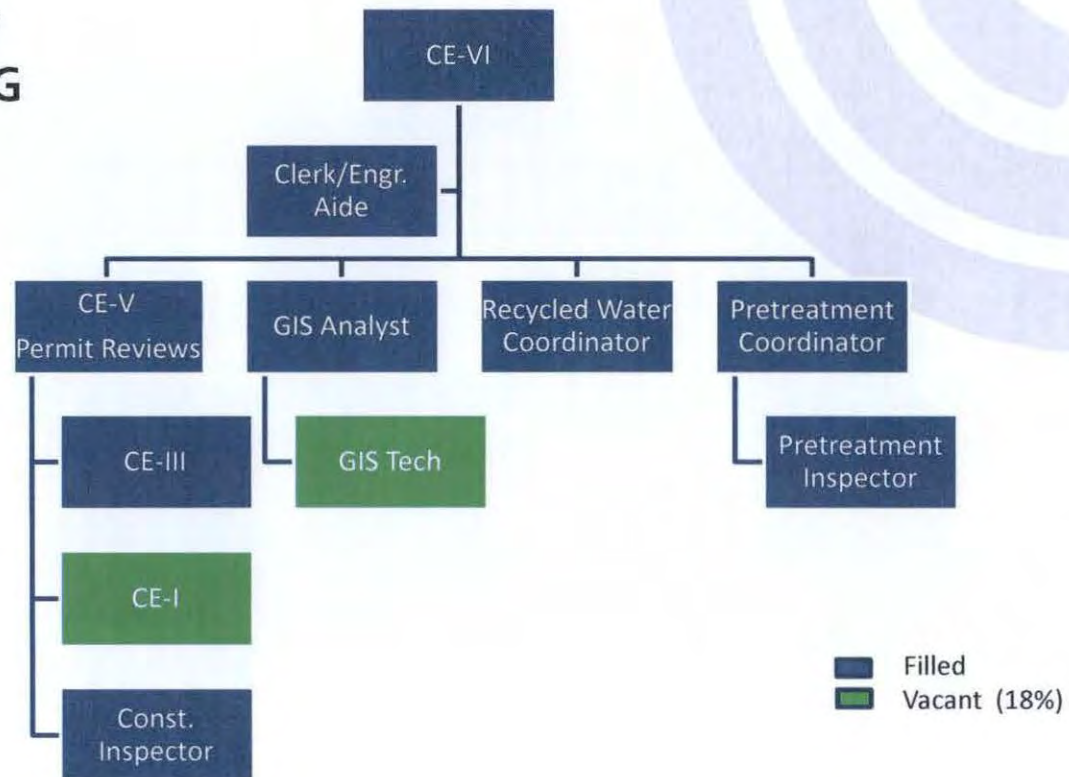 G
CE-VI
Clerk/Engr.
Aide
CE-V
Permit Reviews
GIS Analyst
Recycled Water
Coordinator
Pretreatment
Coordinator
CE-III
GIS Tech
Pretreatment
Inspector
CE-I
Const.
Inspector
Filled
Vacant (18%)